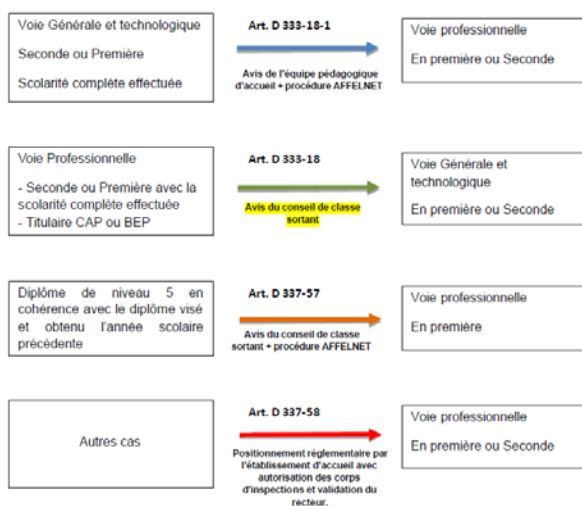 Voie Générale et technologique
Seconde ou Première
Scolarité complète effectuée
Art. D 333-18-1
Avis de l'équipe pédagogique
d'accueil + procédure AFFELNET
Voie professionnelle
En première ou Seconde
Voie Professionnelle
- Seconde ou Première avec la
scolarité complète effectuée
- Titulaire CAP ou BEP
Art. D 333-18
Avis du conseil de classe
sortant
Voie Générale et
technologique
En première ou Seconde
Diplôme de niveau 5 en
cohérence avec le diplôme visé
et obtenu l'année scolaire
précédente
Art. D 337-57
Avis du conseil de classe
sortant + procédure AFFELNET
Voie professionnelle
En première
Autres cas
Art. D 337-58
Positionnement réglementaire par
l'établissement d'accueil avec
autorisation des corps
d'inspections et validation du
recteur.
Voie professionnelle
En première ou Seconde